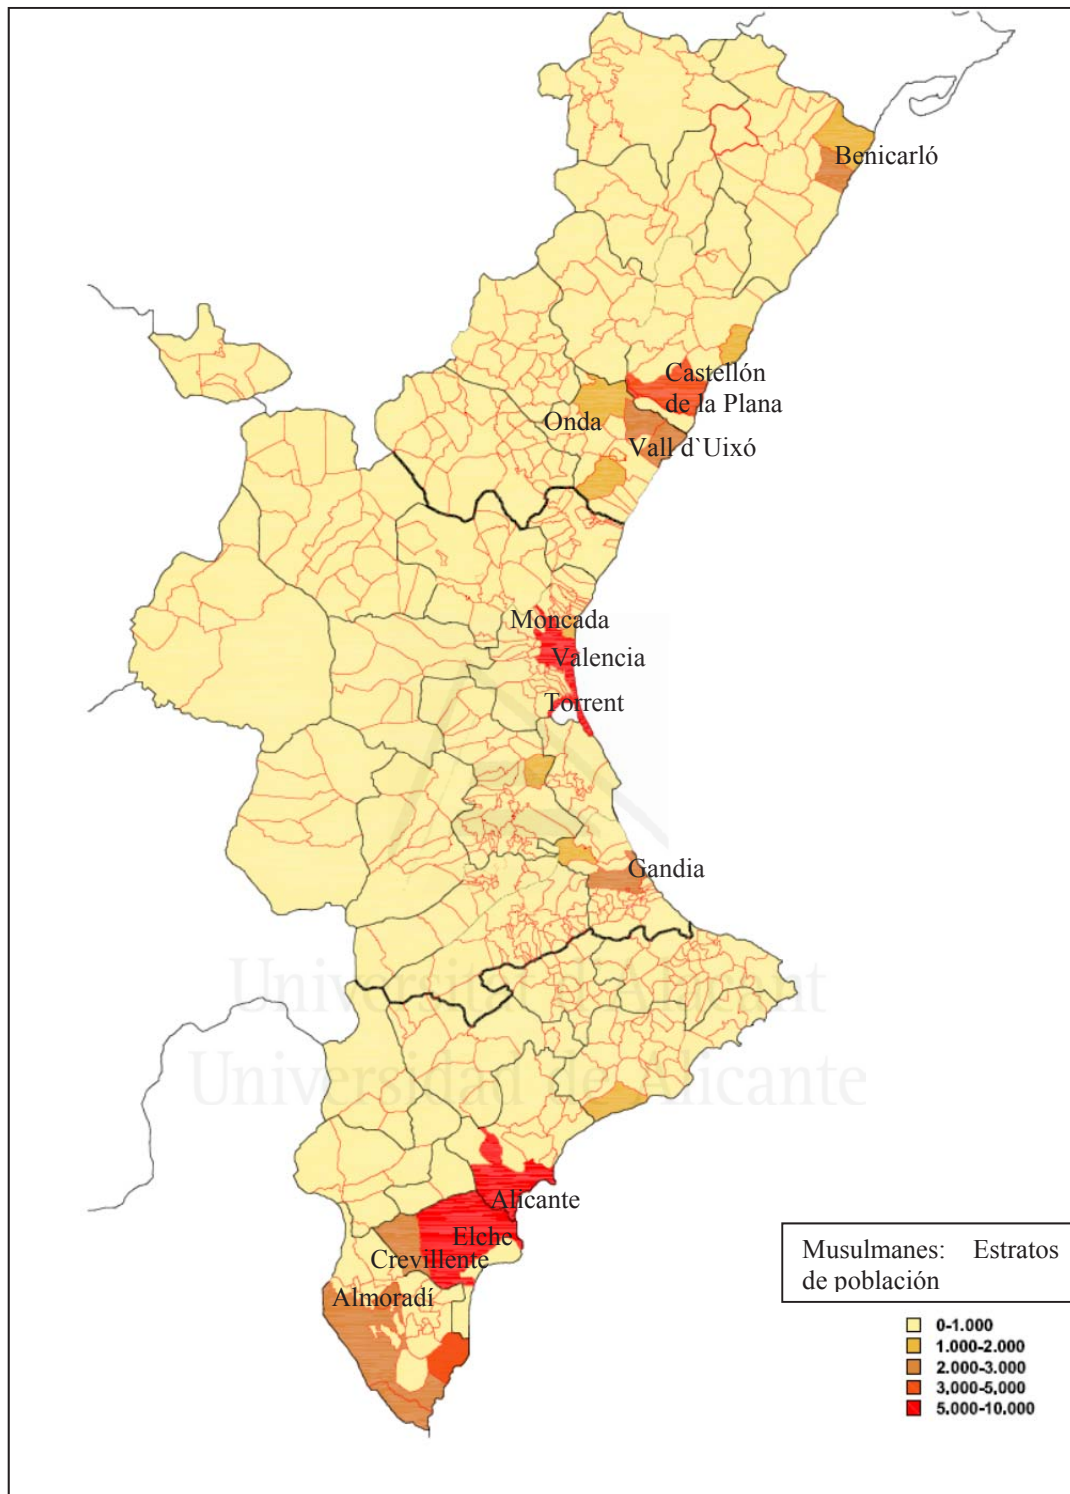 Benicarló
Castellón
de la Plana
Onda
Vall d`Uixó
Moncada
Valencia
Torrent
Gandia
Universitat d'Alacant
Universidad de Alicante
Alicante
Elche
Crevillente
Almoradí
Musulmanes: Estratos
de población
0-1.000
1.000-2.000
2.000-3.000
3.000-5.000
5.000-10.000